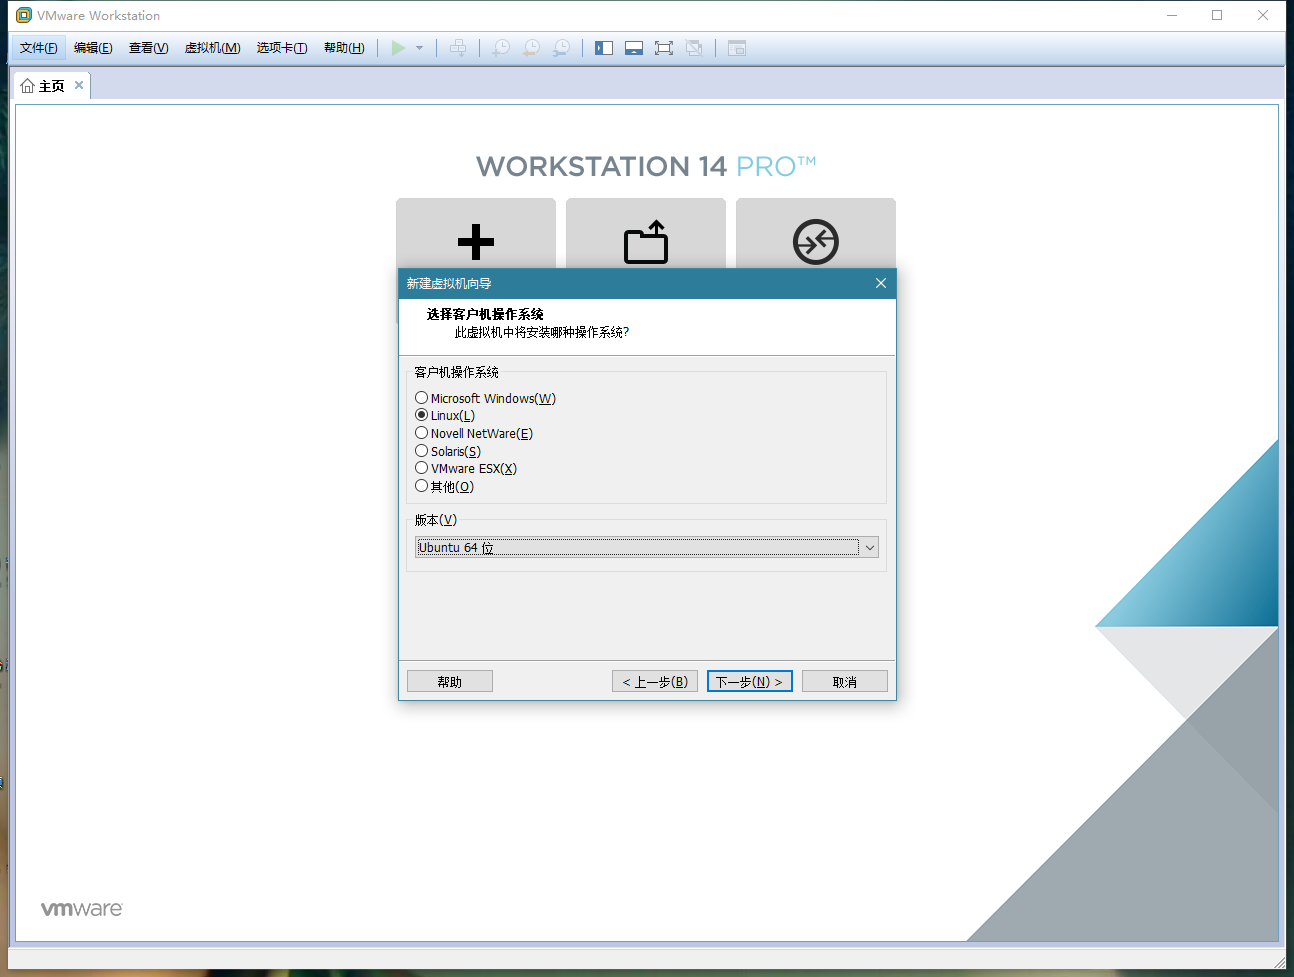 VMware Workstation
文件(F) 编辑(E) 查看(V) 虚拟机(M) 选项卡(T) 帮助(H)
主页
WORKSTATION 14 PRO™
新建虚拟机向导
选择客户机操作系统
此虚拟机中将安装哪种操作系统?
客户机操作系统
Microsoft Windows(W)
Linux(L)
Novell NetWare(E)
Solaris(S)
VMware ESX(X)
其他(O)
版本(V)
Ubuntu 64 位
帮助 < 上一步(B) 下一步(N) > 取消
vmware